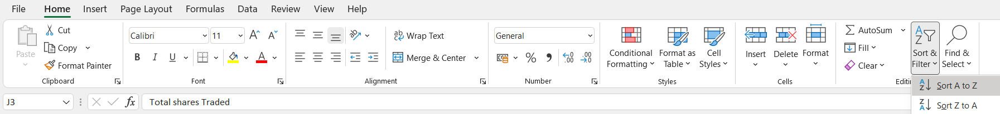 File Home Insert Page Layout Formulas Data Review View Help
Paste
Cut
Copy
Format Painter
Clipboard
Calibri 11
B I U A
Font
Wrap Text
Merge & Center
Alignment
General
Number
Conditional Formatting
Format as Table
Cell Styles
Styles
Insert
Delete
Format
Cells
AutoSum
Fill
Clear
Sort & Filter
Find & Select
Sort A to Z
Sort Z to A
J3 fx Total shares Traded